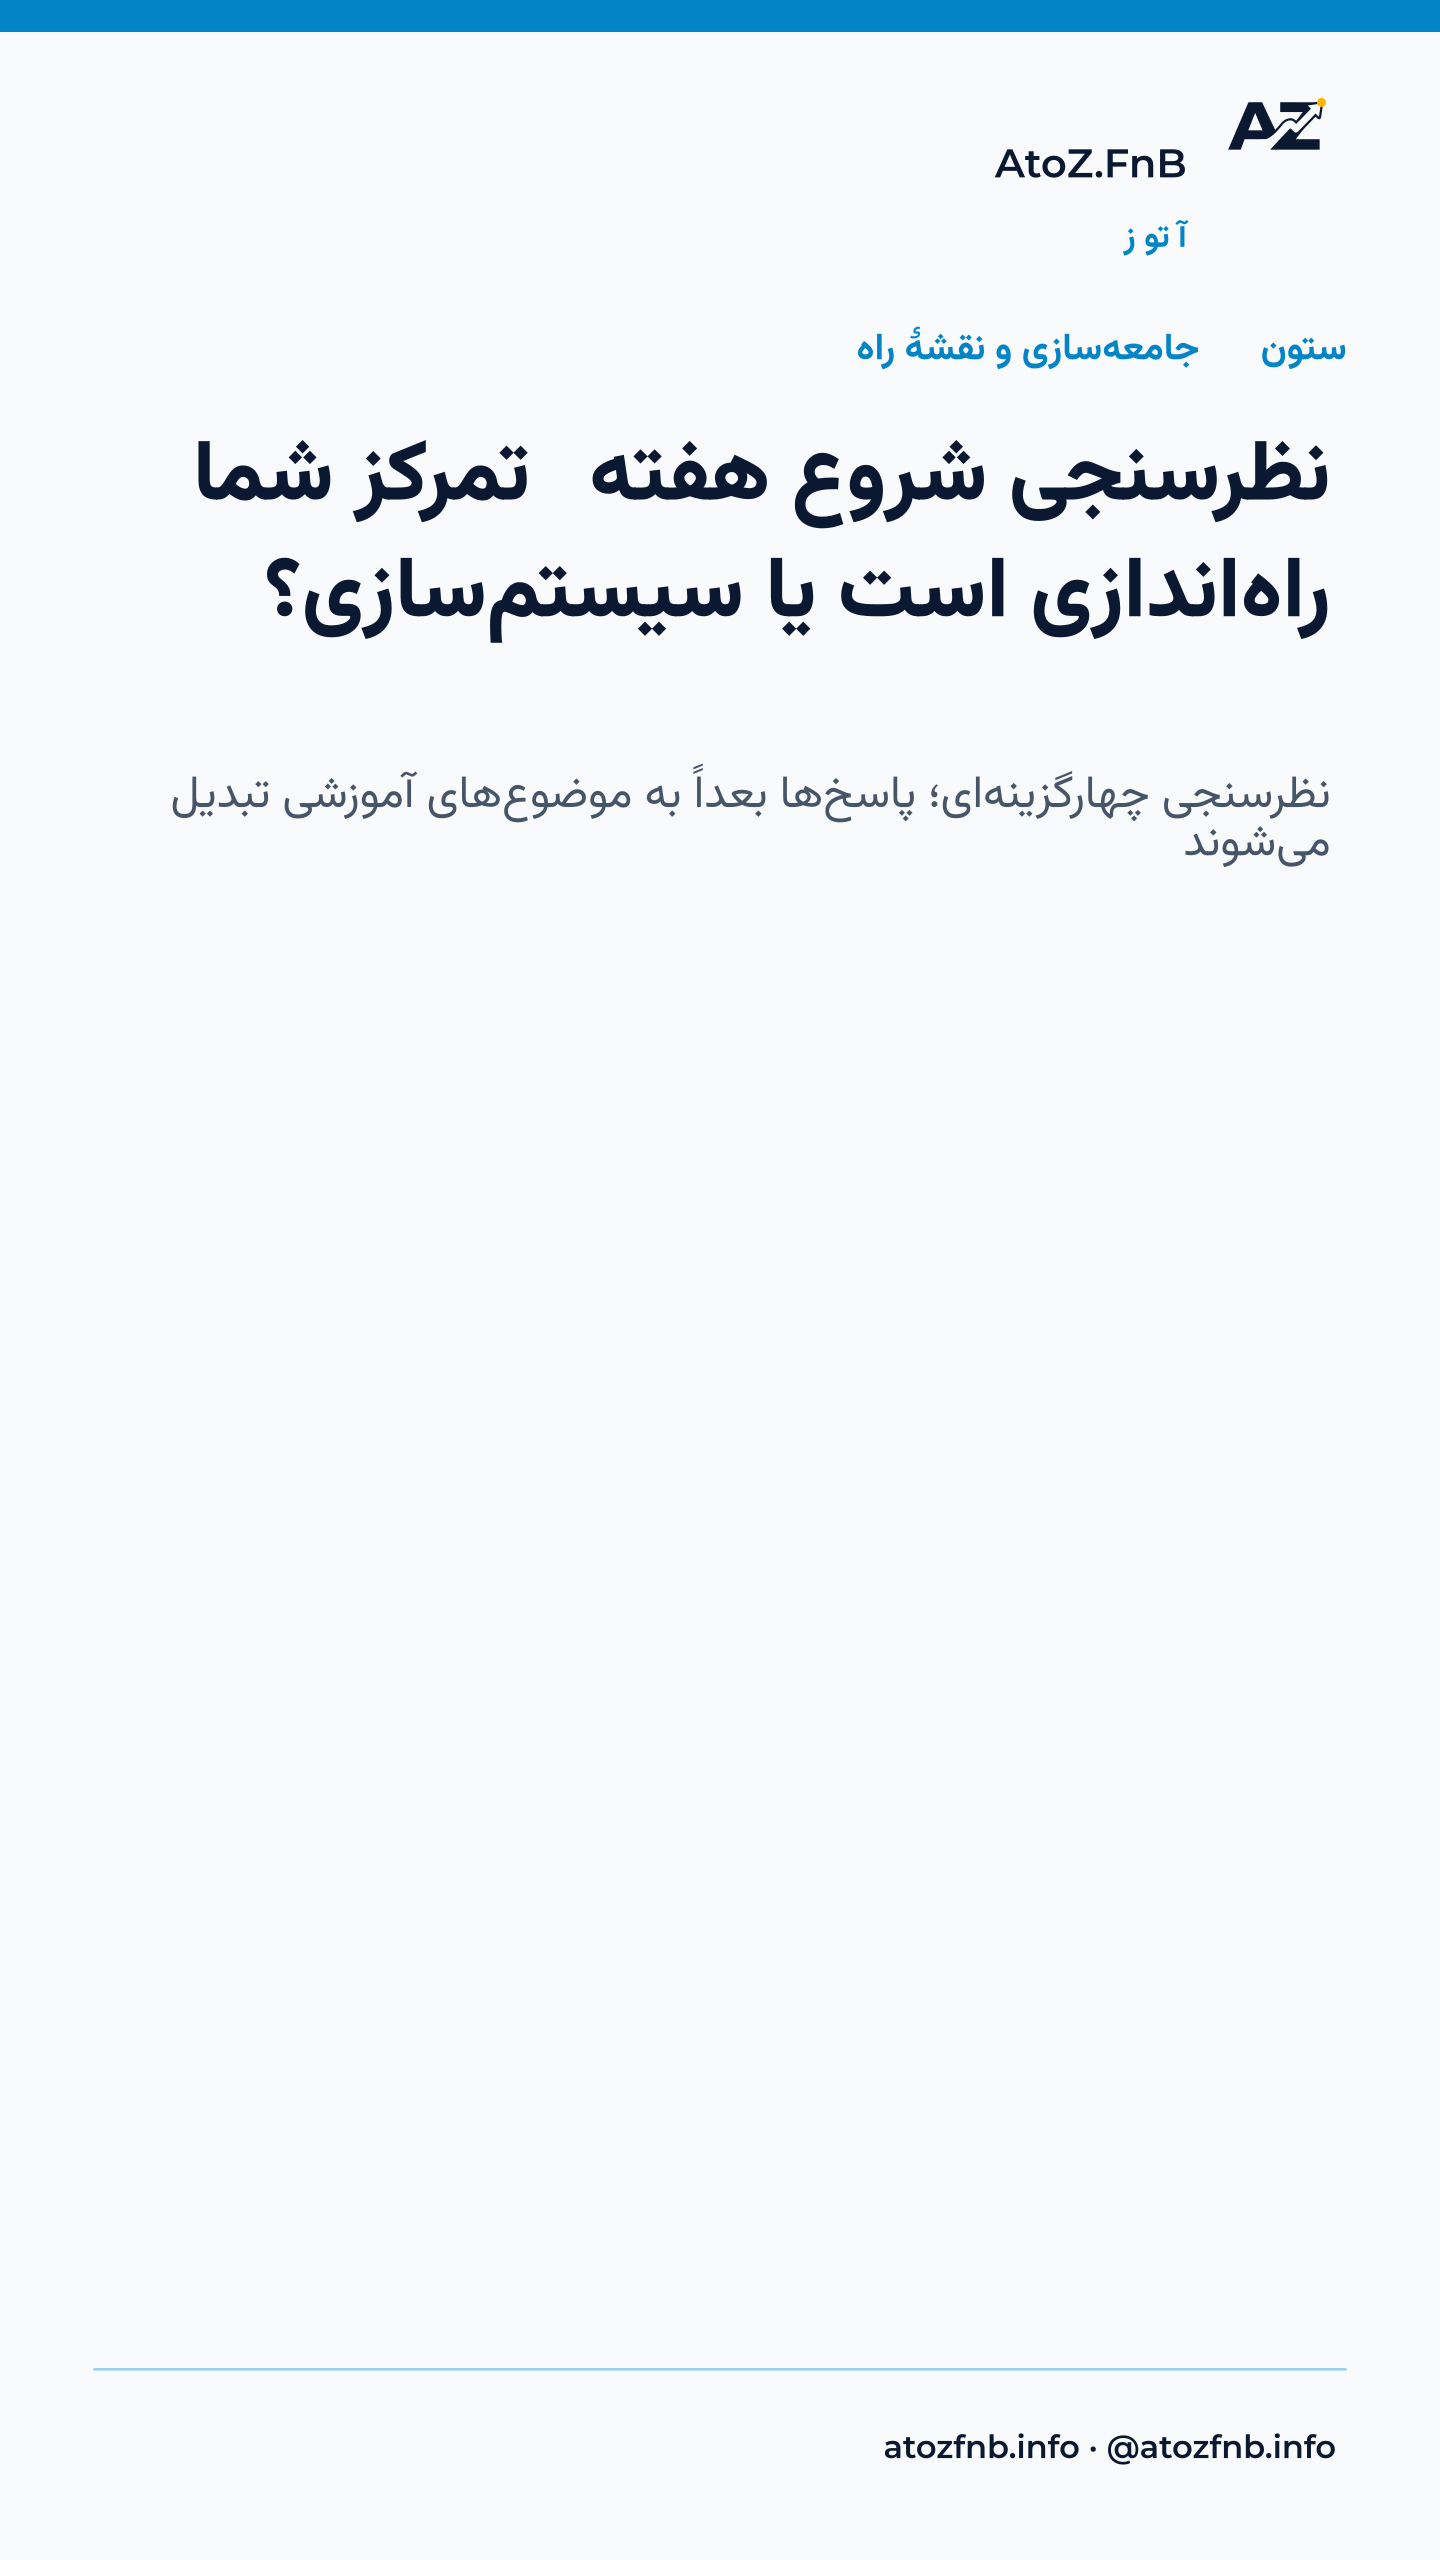 AZ
AtoZ.FnB
آ تو ز
ستون جامعه‌سازی و نقشهٔ راه
نظرسنجی شروع هفته تمرکز شما
راه‌اندازی است یا سیستم‌سازی؟
نظرسنجی چهارگزینه‌ای؛ پاسخ‌ها بعداً به موضوع‌های آموزشی تبدیل
می‌شوند
atozfnb.info · @atozfnb.info